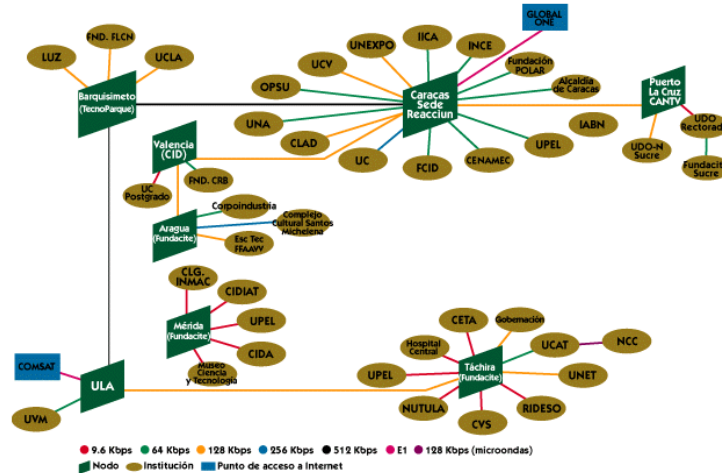 GLOBAL
ONE
FND. FLCN
LUZ
UCLA
Barquisimeto
(TecnoParque)
IICA
UNEXPO
INCE
UCV
Fundación
POLAR
OPSU
Alcaldía
de Caracas
Caracas
Sede
Reacciun
Puerto
La Cruz
CANTV
UNA
IABN
UDO
Rectorado
CLAD
UPEL
UC
CENAMEC
FCID
UDO-N
Sucre
Fundacite
Sucre
Valencia
(CID)
UC
Postgrado
FND. CRB
Corpoindustria
Complejo
Cultural Santos
Michelena
Aragua
(Fundacite)
Esc Tec
FFAAVV
CLG.
INMAC
CIDIAT
Mérida
(Fundacite)
UPEL
CIDA
Museo
Ciencia
y Tecnología
COMSAT
ULA
UVM
CETA
Gobernación
Hospital
Central
UCAT
NCC
UPEL
Táchira
(Fundacite)
UNET
NUTULA
RIDESO
CVS
9.6 Kbps 64 Kbps 128 Kbps 256 Kbps 512 Kbps E1 128 Kbps (microondas)
Nodo Institución Punto de acceso a Internet